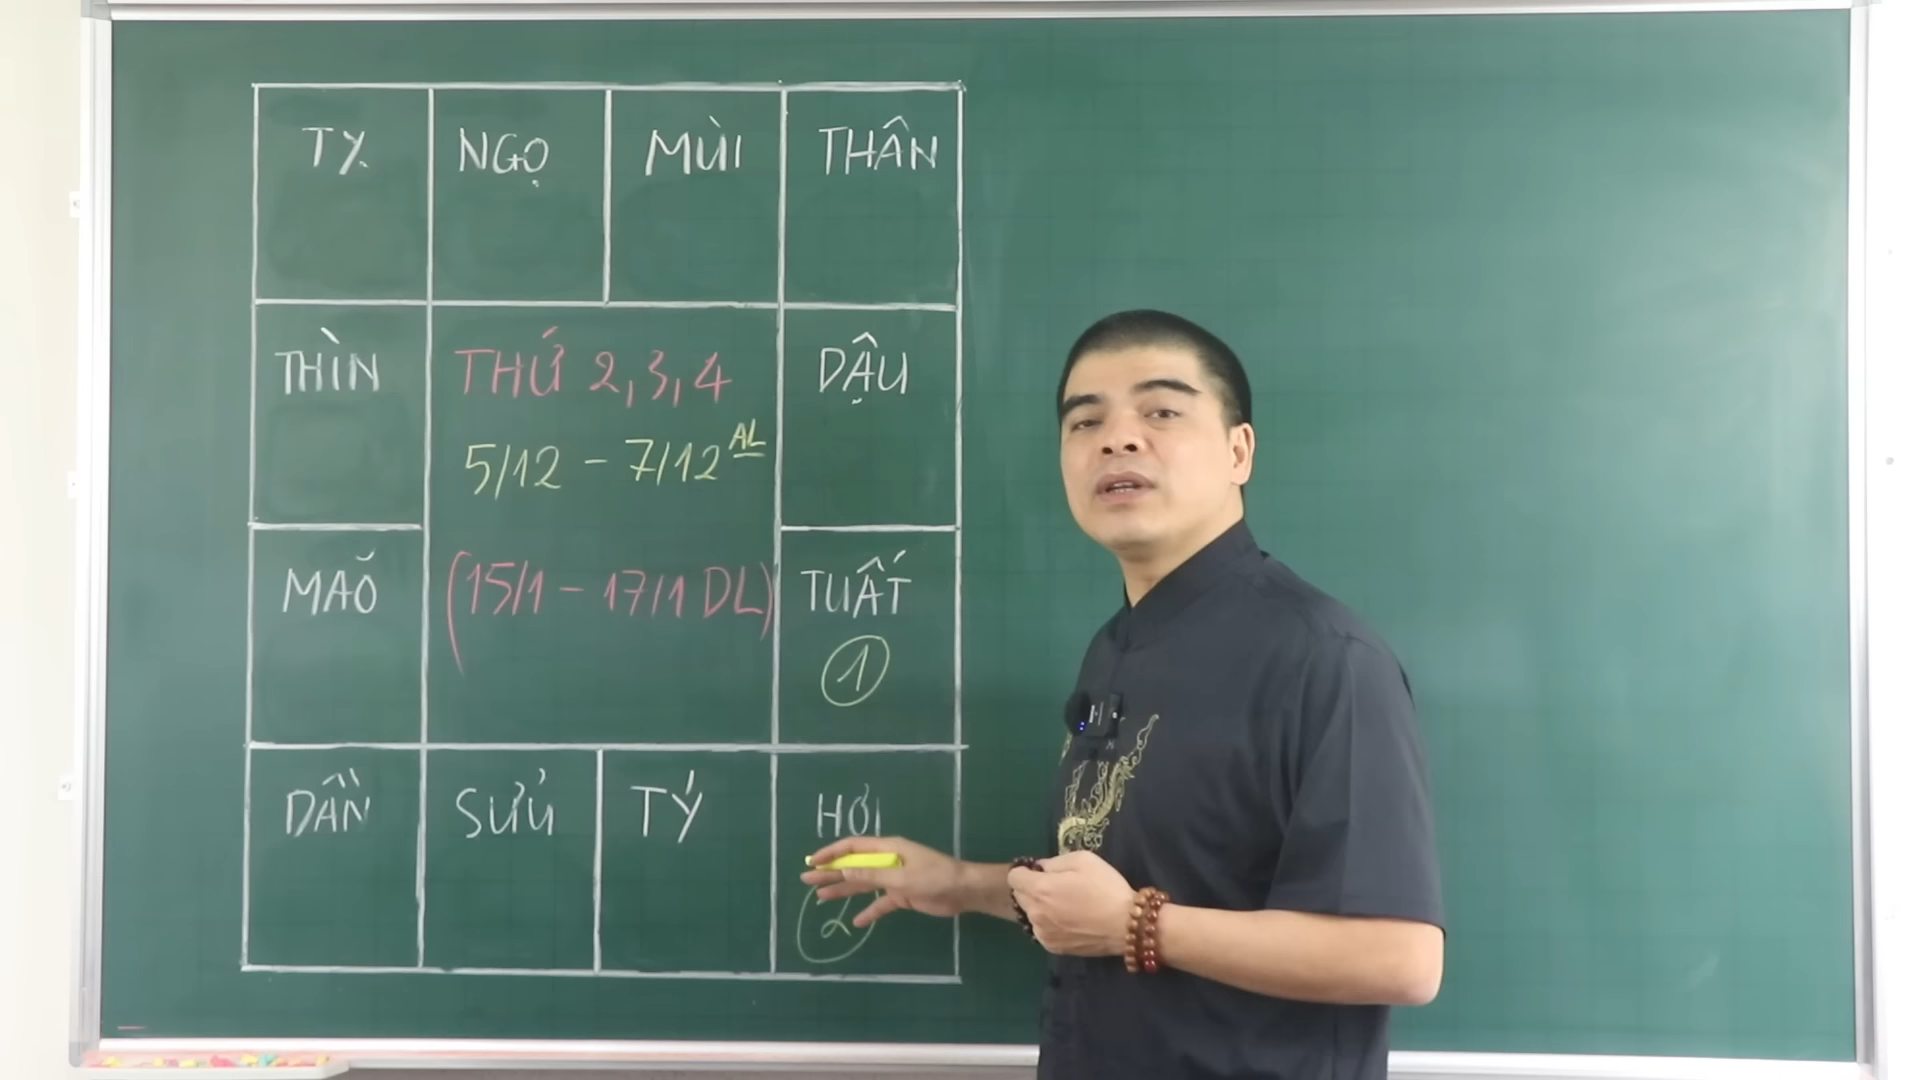 TỴ NGỌ MÙI THÂN
THÌN THỨ 2,3,4 DẬU
5/12 - 7/12 AL
MAÕ (15/1 - 17/1 DL) TUẤT
1
DẦN SỬU TÝ HỢI
2